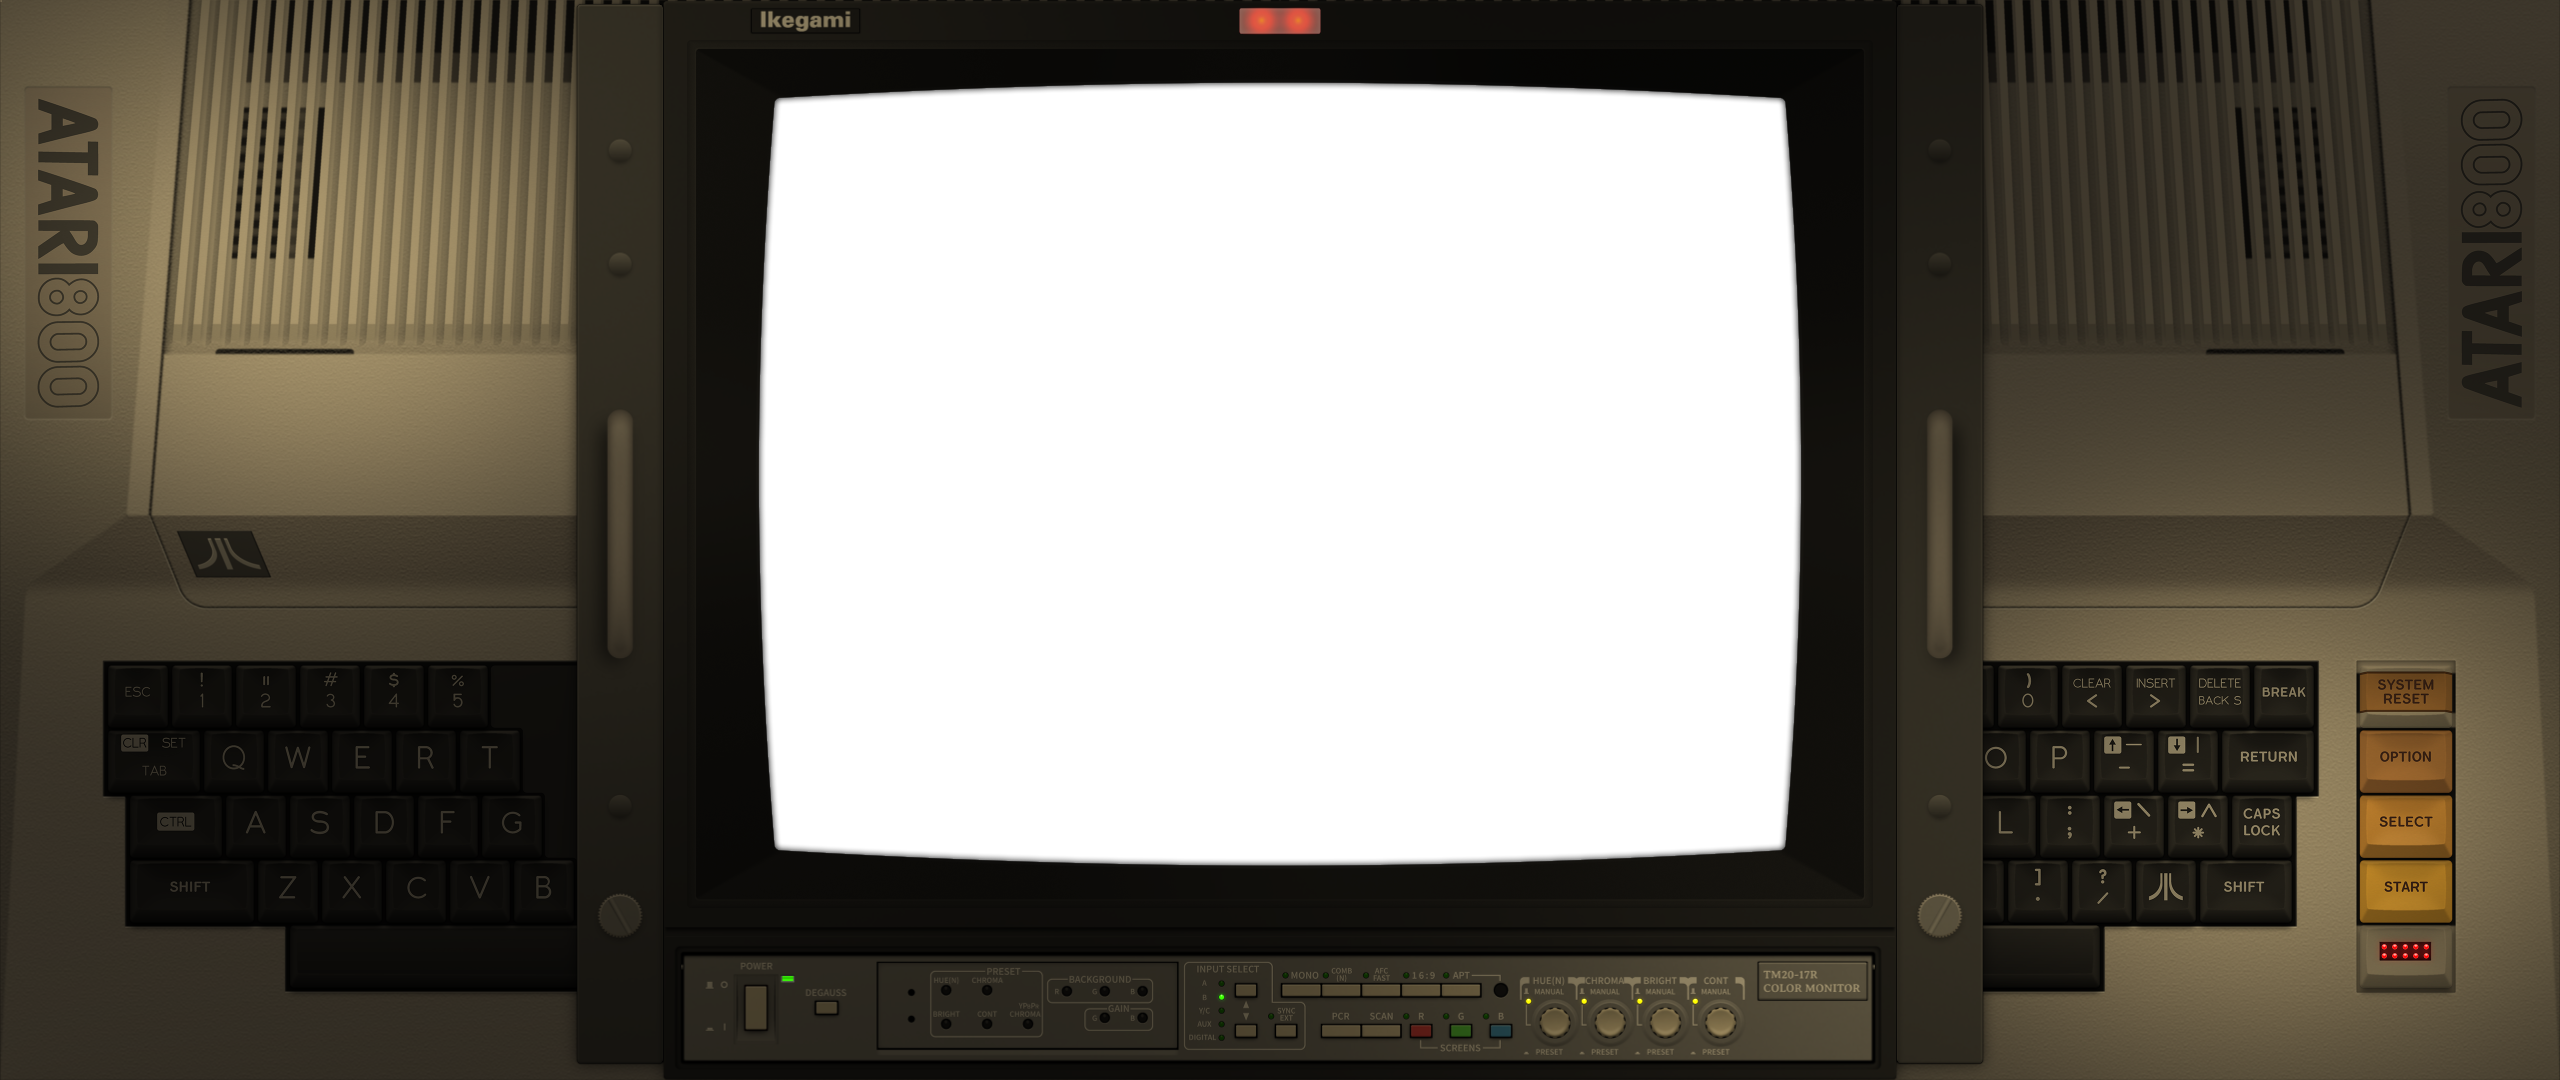 Ikegami
ATARI800
ATARI800
ESC
! 1
" 2
# 3
$ 4
% 5
CLR SET TAB
Q W E R T
CTRL
A S D F G
SHIFT
Z X C V B
) 0
CLEAR <
INSERT >
DELETE BACK S
BREAK
O P
— -
| =
RETURN
L
: ;
\ +
^ *
CAPS LOCK
] .
? /
SHIFT
SYSTEM RESET
OPTION
SELECT
START
POWER
DEGAUSS
PRESET
HUE(N) CHROMA
BRIGHT CONT
YPbPr CHROMA
BACKGROUND
R G B
GAIN
G B
INPUT SELECT
A
B
Y/C
AUX
DIGITAL
SYNC EXT
MONO
COMB (N)
AFC FAST
16:9
APT
PCR SCAN R G B
SCREENS
HUE(N) CHROMA BRIGHT CONT
MANUAL MANUAL MANUAL MANUAL
PRESET PRESET PRESET PRESET
TM20-17R
COLOR MONITOR